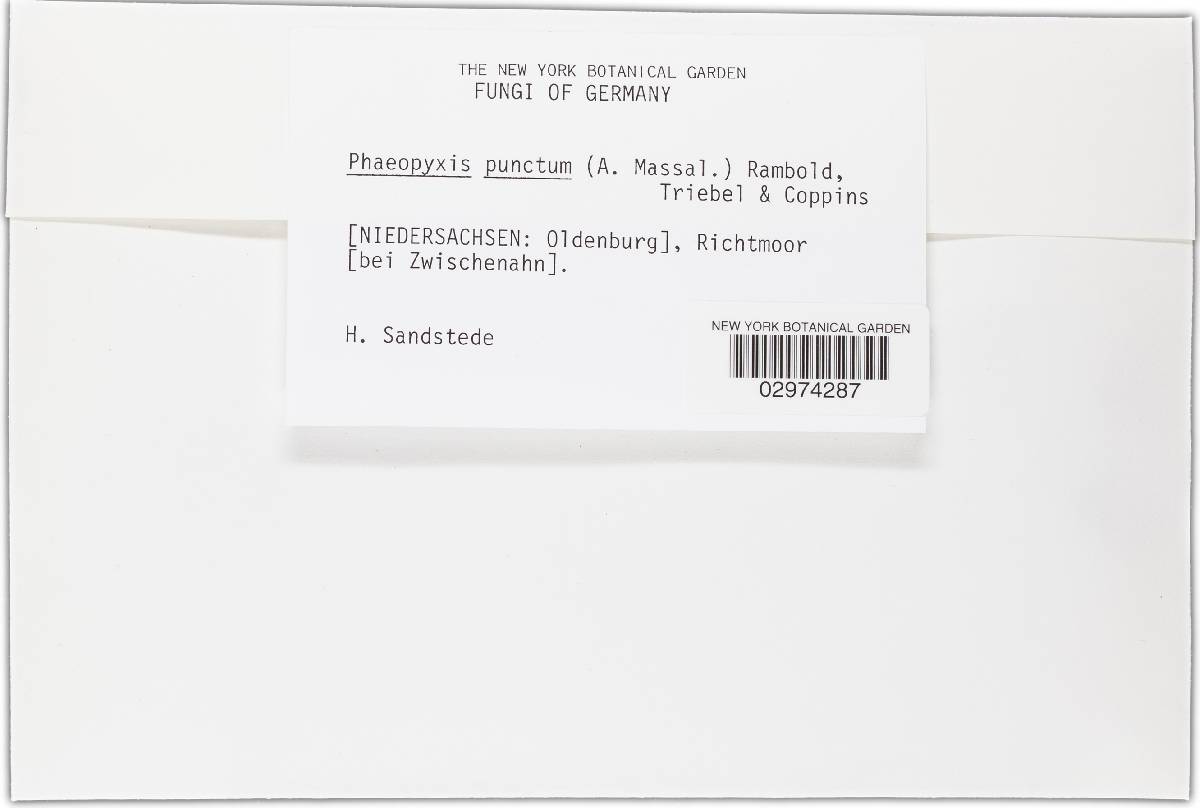 THE NEW YORK BOTANICAL GARDEN
FUNGI OF GERMANY
Phaeopyxis punctum (A. Massal.) Rambold,
Triebel & Coppins
[NIEDERSACHSEN: Oldenburg], Richtmoor
[bei Zwischenahn].
H. Sandstede
NEW YORK BOTANICAL GARDEN
02974287